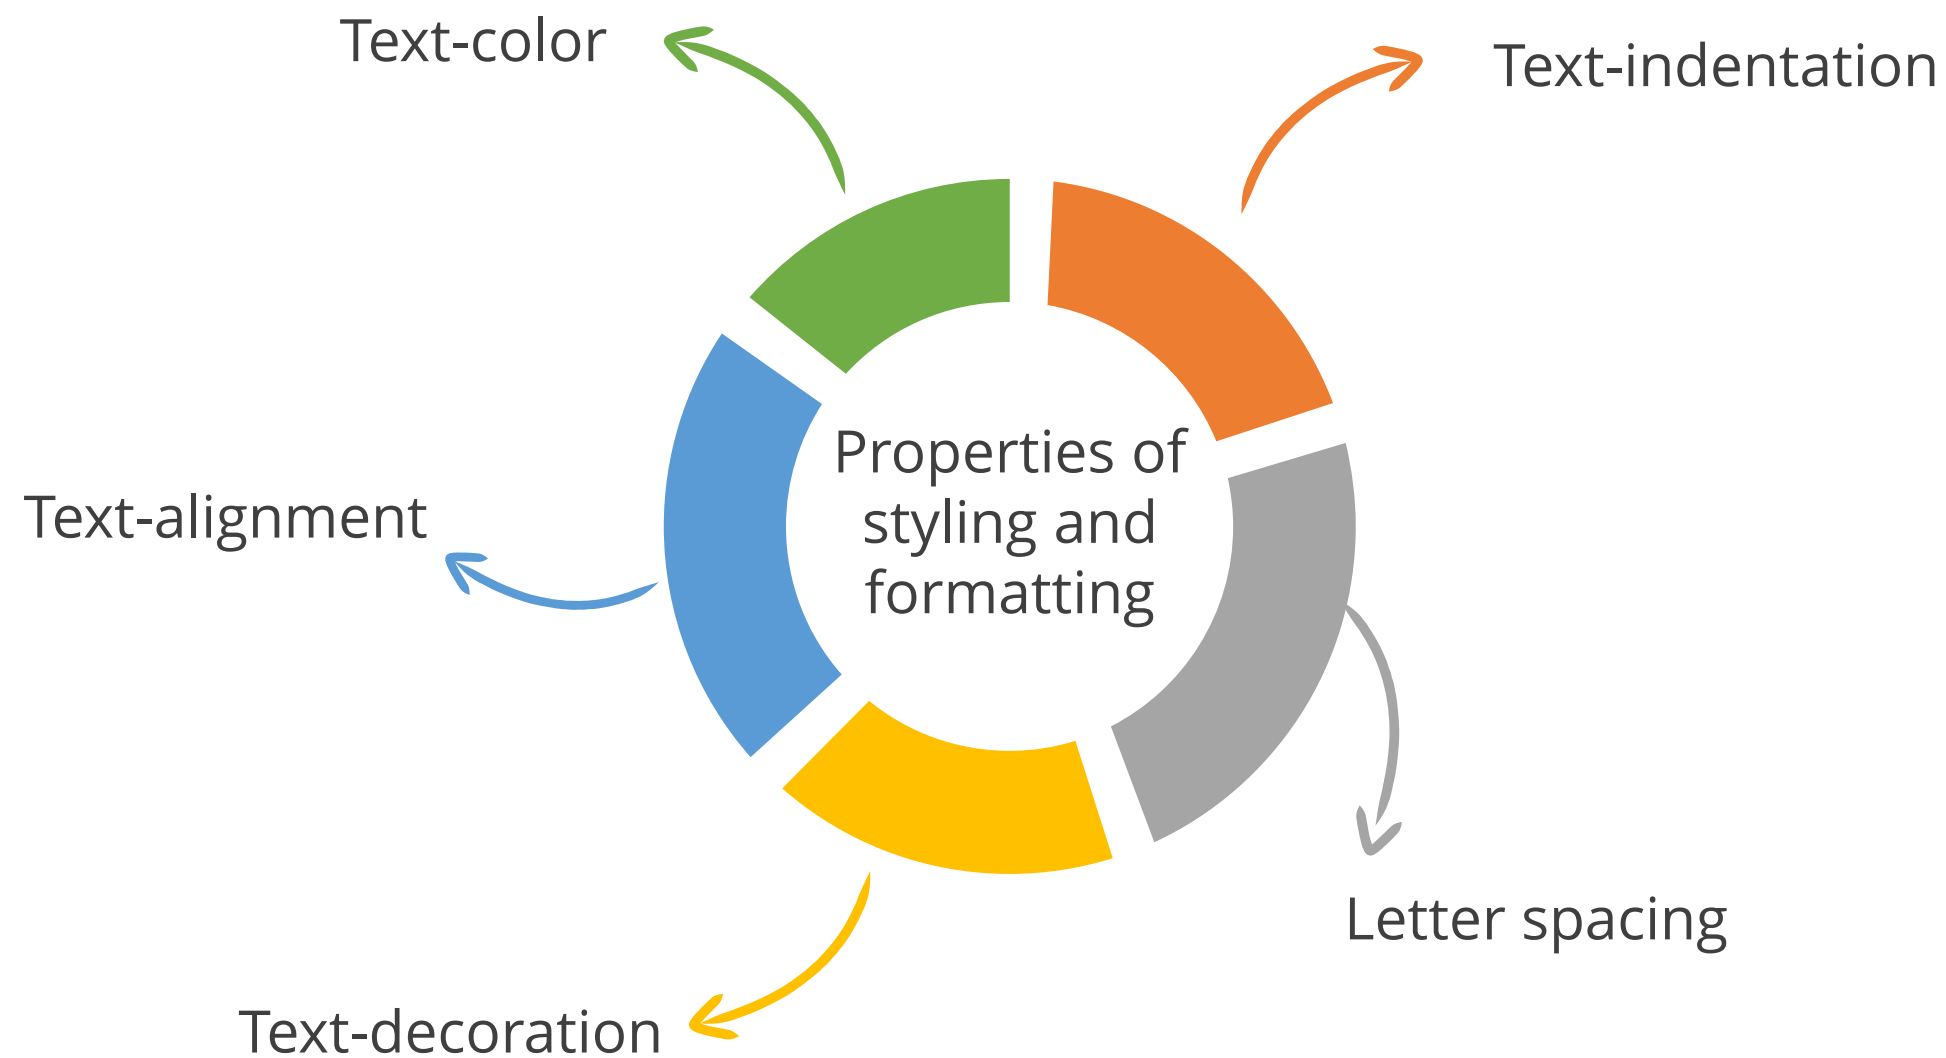 Text-color
Text-indentation
Properties of
styling and
formatting
Text-alignment
Letter spacing
Text-decoration